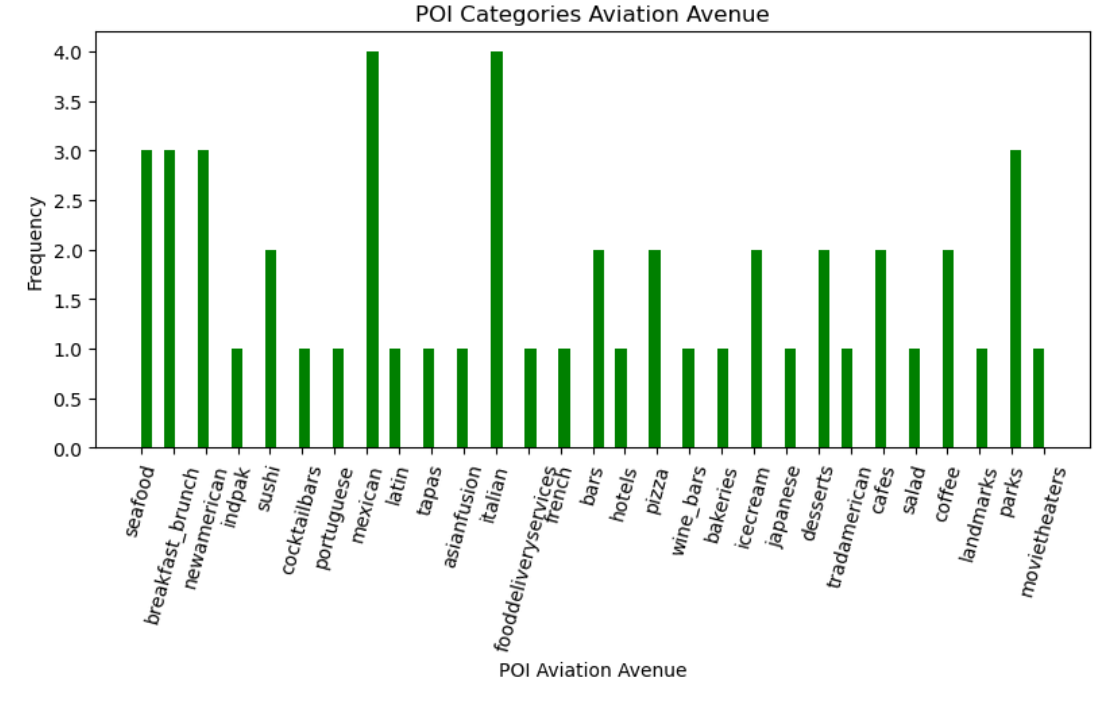 POI Categories Aviation Avenue
Frequency
4.0
3.5
3.0
2.5
2.0
1.5
1.0
0.5
0.0
seafood
breakfast_brunch
newamerican
indpak
sushi
cocktailbars
portuguese
mexican
latin
tapas
asianfusion
italian
fooddeliveryservices
french
bars
hotels
pizza
wine_bars
bakeries
icecream
japanese
desserts
tradamerican
cafes
salad
coffee
landmarks
parks
movietheaters
POI Aviation Avenue